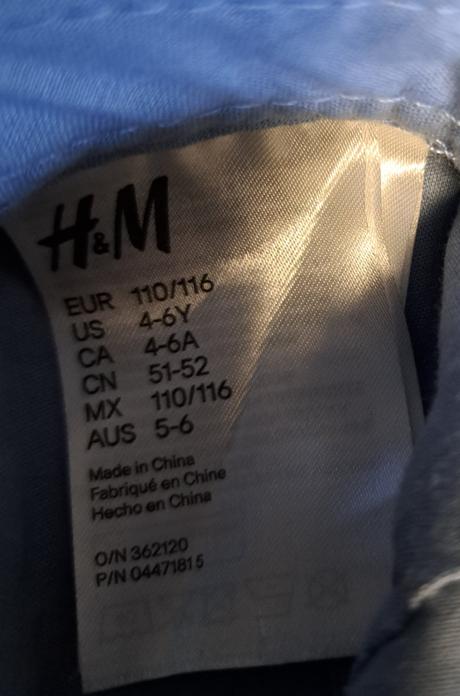 H&M
EUR 110/116
US 4-6Y
CA 4-6A
CN 51-52
MX 110/116
AUS 5-6
Made in China
Fabriqué en Chine
Hecho en China
O/N 362120
P/N 04471815